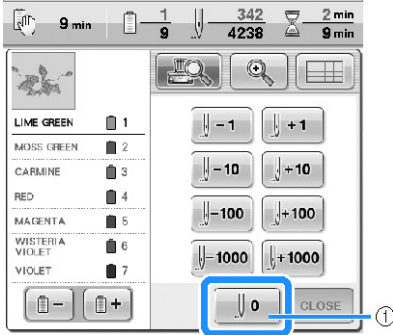 9 min 1 342 2 min
9 4238 9 min
LIME GREEN 1
MOSS GREEN 2
CARMINE 3
RED 4
MAGENTA 5
WISTERIA
VIOLET 6
VIOLET 7
-1 +1
-10 +10
-100 +100
-1000 +1000
- + 0 CLOSE ①